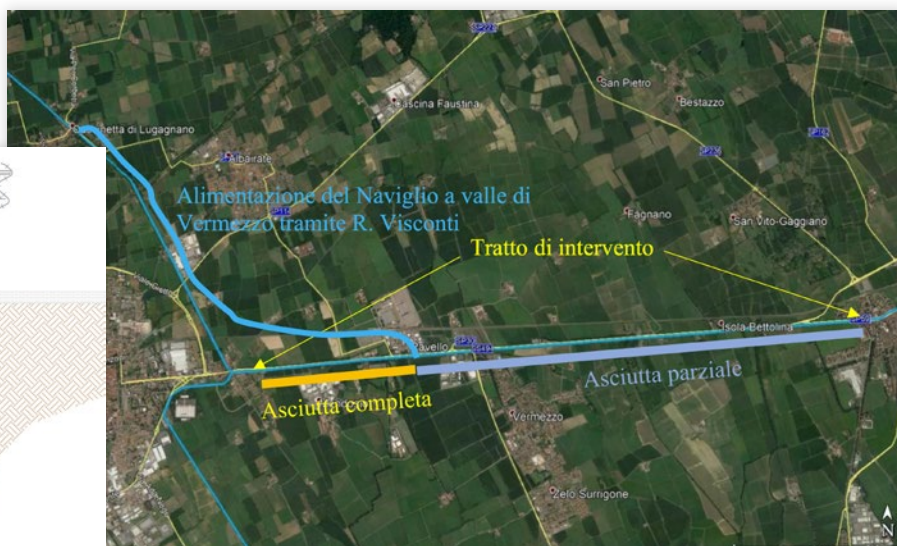 San Pietro
Bestazzo
Cascina Faustina
Albairate
Alimentazione del Naviglio a valle di
Vermezzo tramite R. Visconti
Fagnano
San Vito-Gaggiano
Tratto di intervento
Isola Bettolina
Asciutta parziale
Asciutta completa
Vermezzo
Zelo Surrigone
N